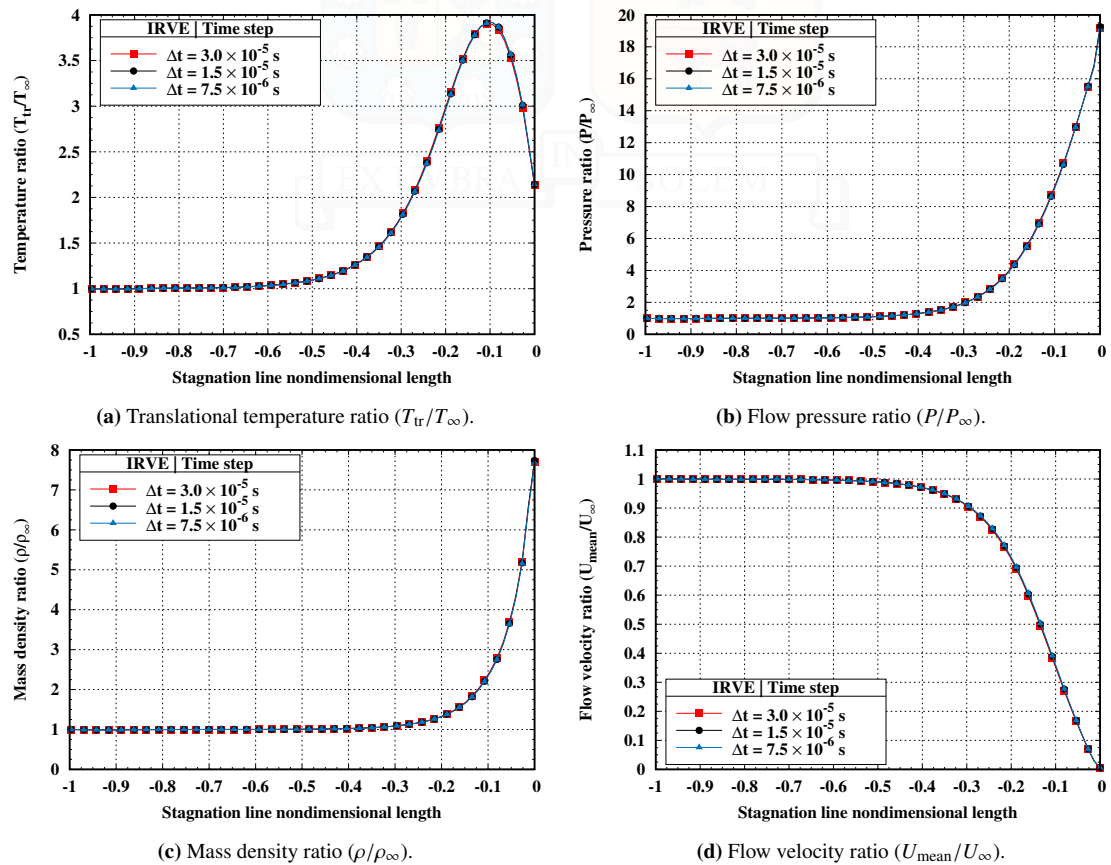 IRVE | Time step
Δt = 3.0 × 10⁻⁵ s
Δt = 1.5 × 10⁻⁵ s
Δt = 7.5 × 10⁻⁶ s
Temperature ratio (T_tr/T_∞)
4
3.5
3
2.5
2
1.5
1
0.5
-1 -0.9 -0.8 -0.7 -0.6 -0.5 -0.4 -0.3 -0.2 -0.1 0
Stagnation line nondimensional length
(a) Translational temperature ratio (T_tr/T_∞).
IRVE | Time step
Δt = 3.0 × 10⁻⁵ s
Δt = 1.5 × 10⁻⁵ s
Δt = 7.5 × 10⁻⁶ s
Pressure ratio (P/P_∞)
20
18
16
14
12
10
8
6
4
2
0
-1 -0.9 -0.8 -0.7 -0.6 -0.5 -0.4 -0.3 -0.2 -0.1 0
Stagnation line nondimensional length
(b) Flow pressure ratio (P/P_∞).
IRVE | Time step
Δt = 3.0 × 10⁻⁵ s
Δt = 1.5 × 10⁻⁵ s
Δt = 7.5 × 10⁻⁶ s
Mass density ratio (ρ/ρ_∞)
8
7
6
5
4
3
2
1
0
-1 -0.9 -0.8 -0.7 -0.6 -0.5 -0.4 -0.3 -0.2 -0.1 0
Stagnation line nondimensional length
(c) Mass density ratio (ρ/ρ_∞).
Flow velocity ratio (U_mean/U_∞)
1.1
1
0.9
0.8
0.7
0.6
0.5
0.4
0.3
0.2
0.1
0
IRVE | Time step
Δt = 3.0 × 10⁻⁵ s
Δt = 1.5 × 10⁻⁵ s
Δt = 7.5 × 10⁻⁶ s
-1 -0.9 -0.8 -0.7 -0.6 -0.5 -0.4 -0.3 -0.2 -0.1 0
Stagnation line nondimensional length
(d) Flow velocity ratio (U_mean/U_∞).
IN
EX UMBRA SOLEM